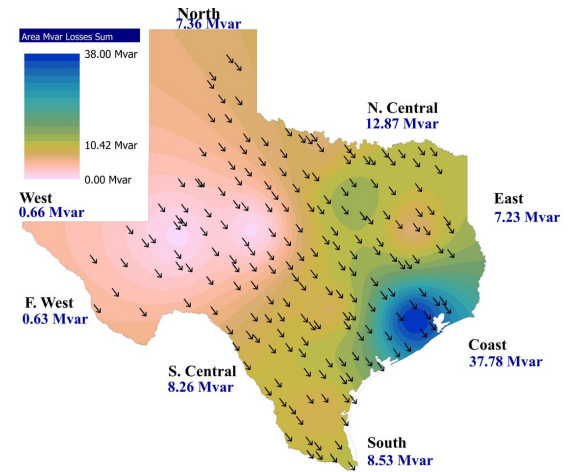 North
7.36 Mvar
Area Mvar Losses Sum
38.00 Mvar
10.42 Mvar
0.00 Mvar
N. Central
12.87 Mvar
West
0.66 Mvar
East
7.23 Mvar
F. West
0.63 Mvar
Coast
37.78 Mvar
S. Central
8.26 Mvar
South
8.53 Mvar